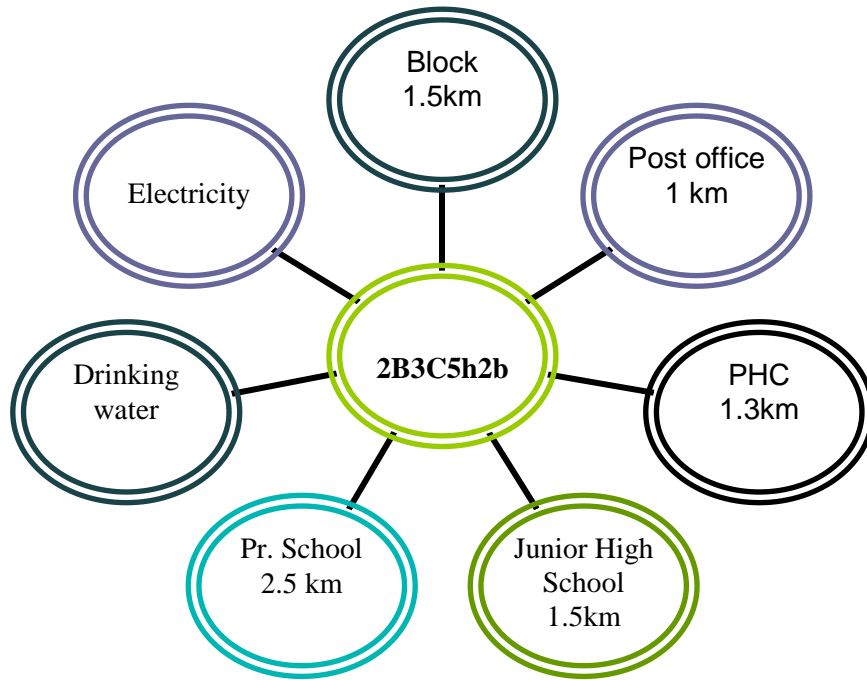 Block
1.5km
Post office
1 km
Electricity
2B3C5h2b
Drinking
water
PHC
1.3km
Pr. School
2.5 km
Junior High
School
1.5km